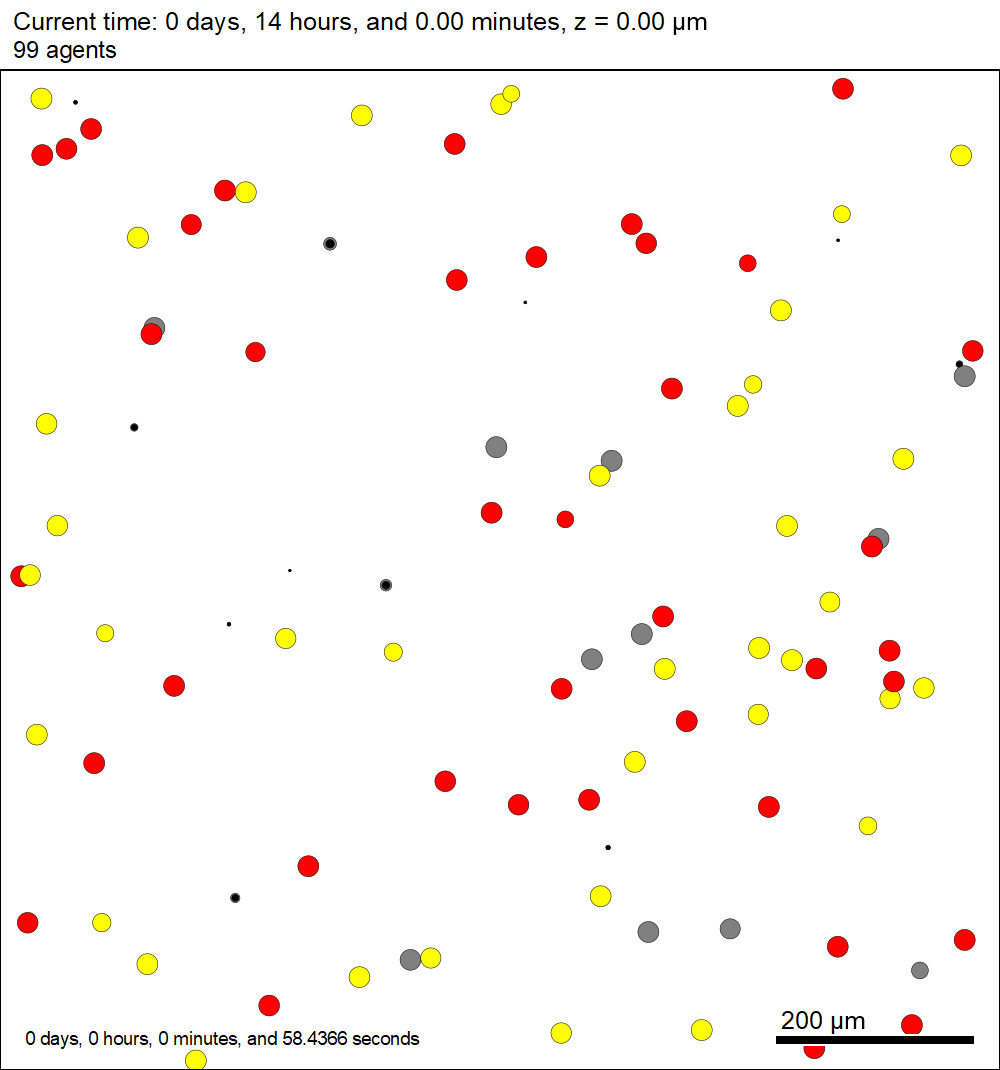 Current time: 0 days, 14 hours, and 0.00 minutes, z = 0.00 μm
99 agents
200 μm
0 days, 0 hours, 0 minutes, and 58.4366 seconds